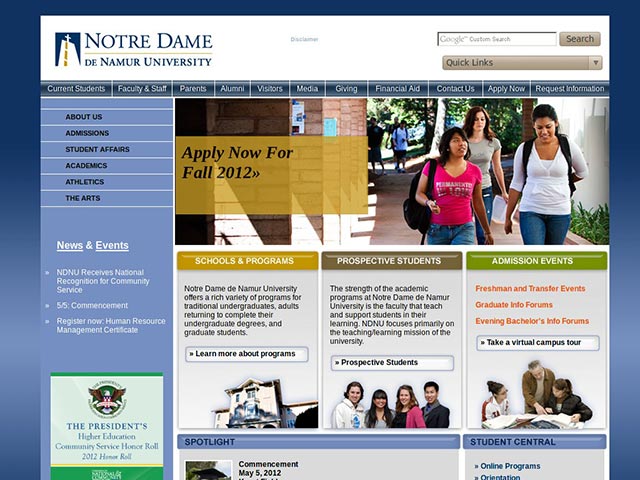 NOTRE DAME
DE NAMUR UNIVERSITY
Disclaimer
Google™ Custom Search
Search
Quick Links
Current Students
Faculty & Staff
Parents
Alumni
Visitors
Media
Giving
Financial Aid
Contact Us
Apply Now
Request Information
ABOUT US
ADMISSIONS
STUDENT AFFAIRS
ACADEMICS
ATHLETICS
THE ARTS
Apply Now For
Fall 2012»
News & Events
» NDNU Receives National
Recognition for Community
Service
» 5/5: Commencement
» Register now: Human Resource
Management Certificate
THE PRESIDENT'S
Higher Education
Community Service Honor Roll
2012 Honor Roll
SCHOOLS & PROGRAMS
Notre Dame de Namur University
offers a rich variety of programs for
traditional undergraduates, adults
returning to complete their
undergraduate degrees, and
graduate students.
» Learn more about programs
PROSPECTIVE STUDENTS
The strength of the academic
programs at Notre Dame de Namur
University is the faculty that teach
and support students in their
learning. NDNU focuses primarily on
the teaching/learning mission of the
university.
» Prospective Students
ADMISSION EVENTS
Freshman and Transfer Events
Graduate Info Forums
Evening Bachelor's Info Forums
» Take a virtual campus tour
SPOTLIGHT
Commencement
May 5, 2012
STUDENT CENTRAL
» Online Programs
» Orientation